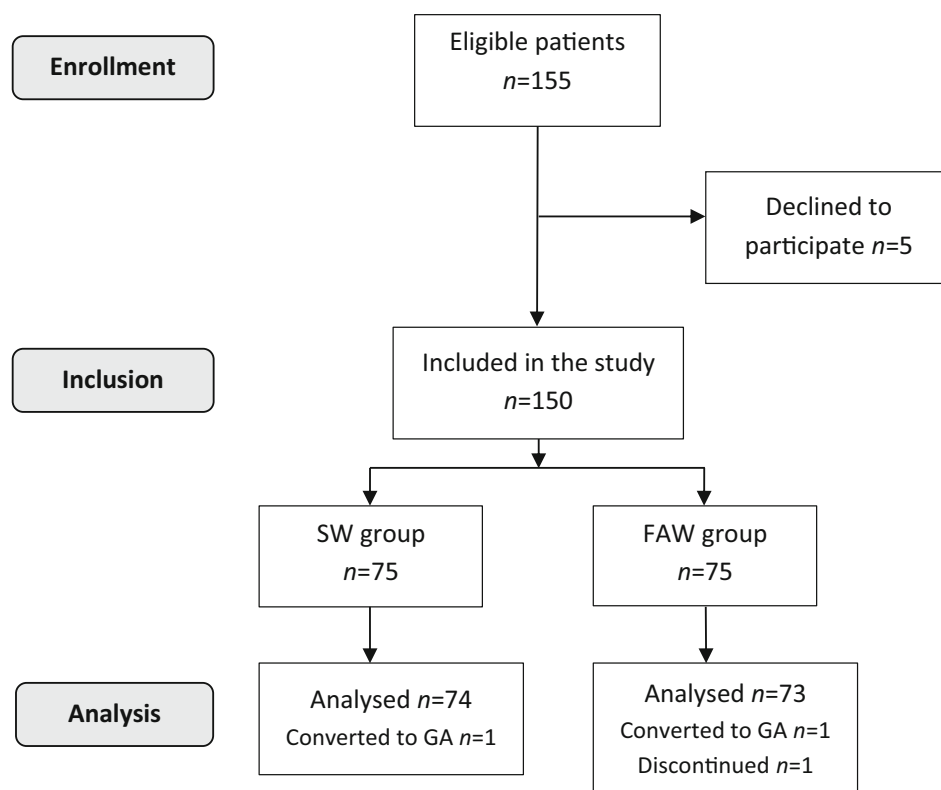 Enrollment
Eligible patients
n=155
Declined to
participate n=5
Inclusion
Included in the study
n=150
SW group
n=75
FAW group
n=75
Analysis
Analysed n=74
Converted to GA n=1
Analysed n=73
Converted to GA n=1
Discontinued n=1